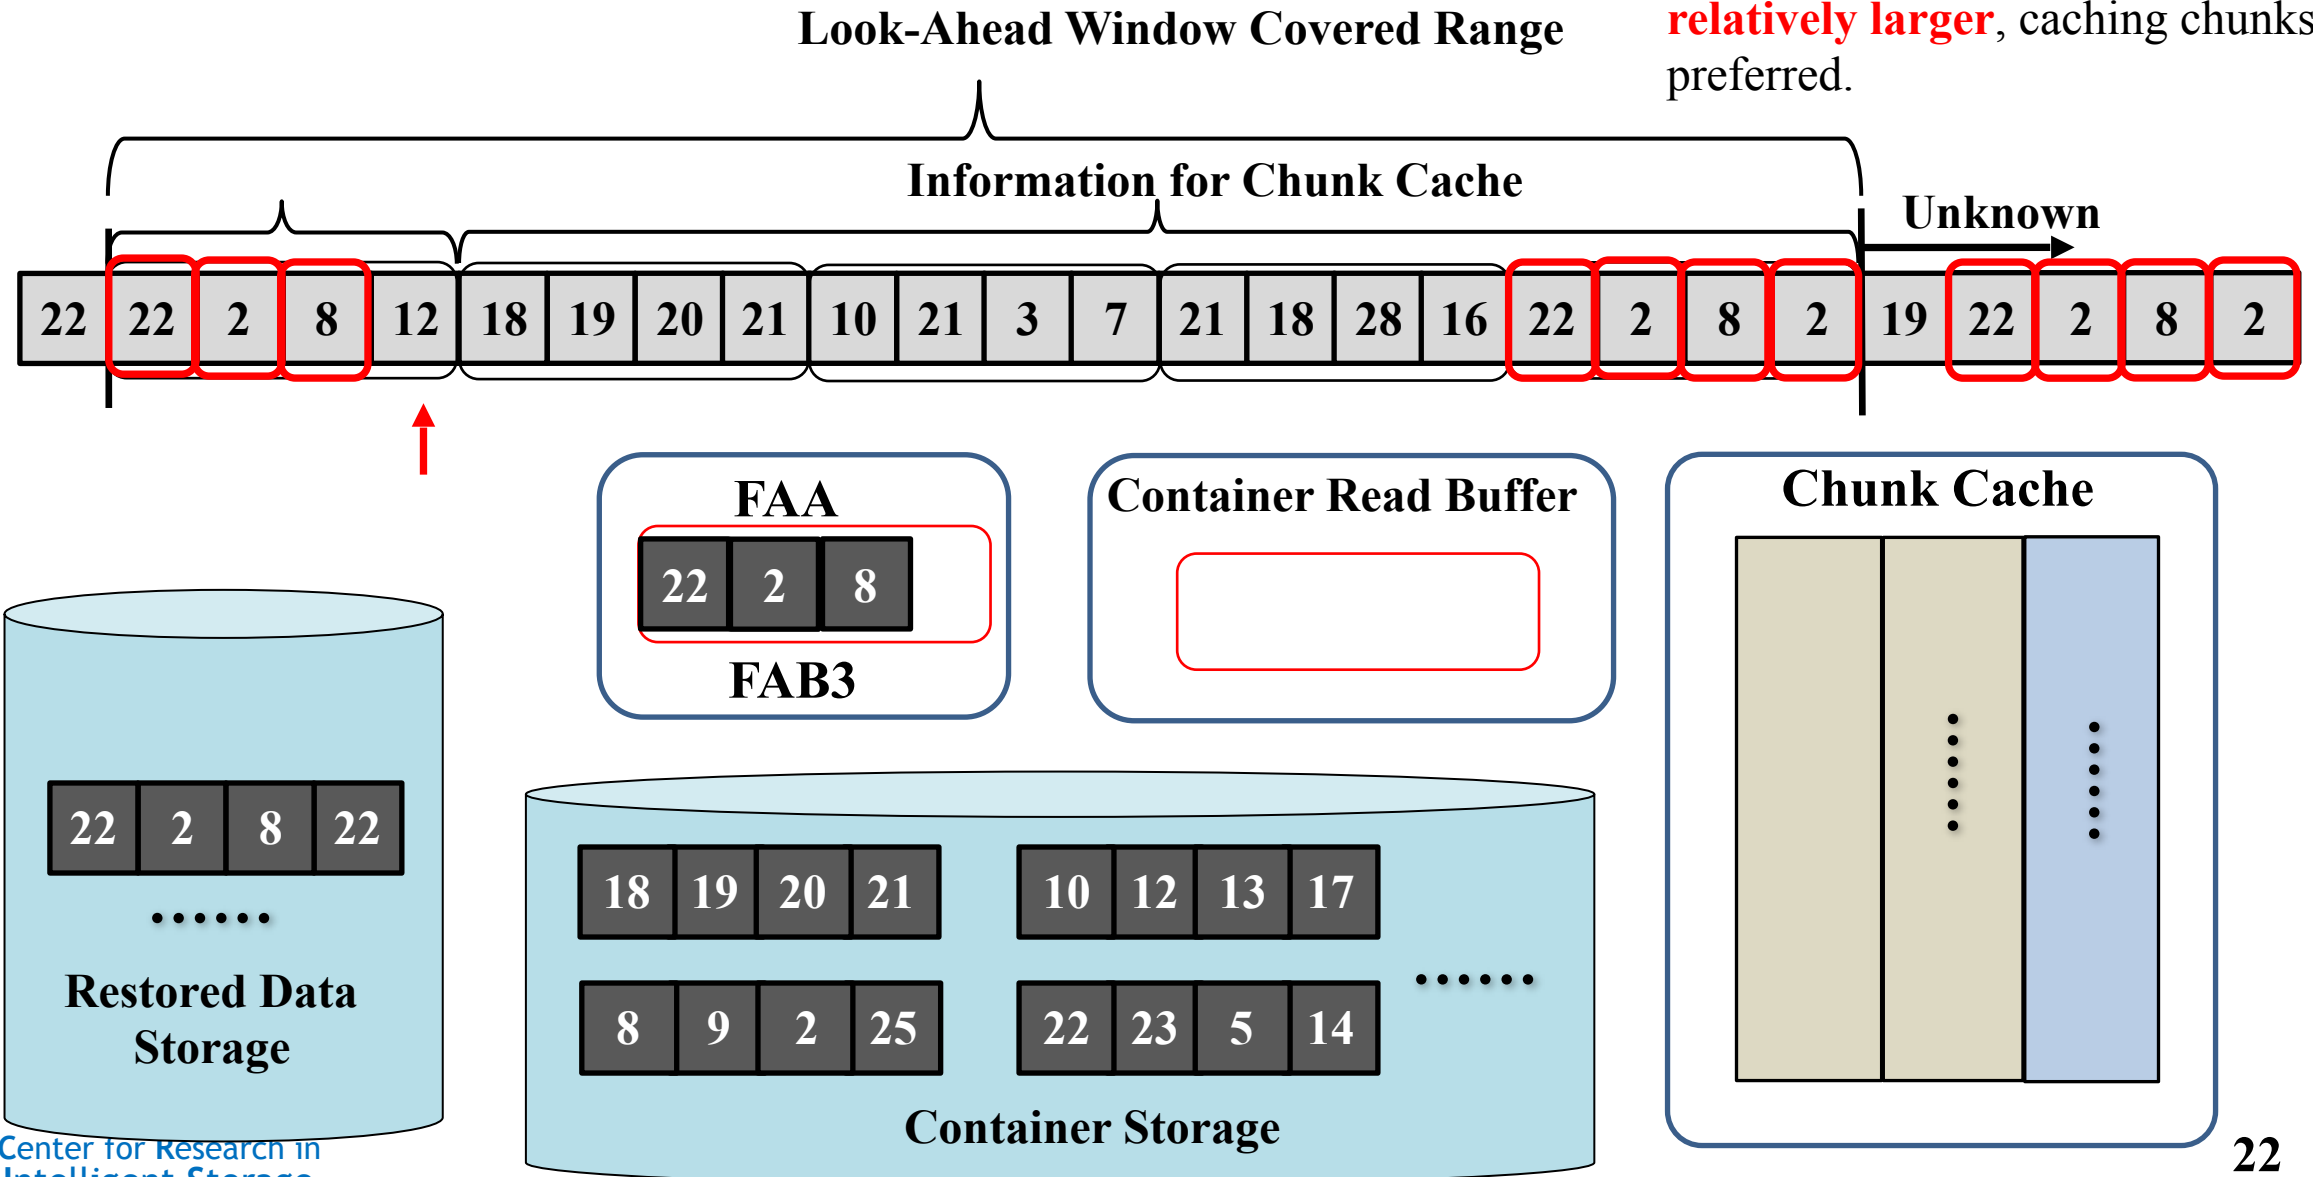 relatively larger, caching chunks
preferred.
Look-Ahead Window Covered Range
Information for Chunk Cache
Unknown
22 22 2 8 12 18 19 20 21 10 21 3 7 21 18 28 16 22 2 8 2 19 22 2 8 2
FAA
22 2 8
FAB3
Container Read Buffer
Chunk Cache
22 2 8 22
......
Restored Data
Storage
18 19 20 21
10 12 13 17
8 9 2 25
22 23 5 14
......
Container Storage
Center for Research in
Intelligent Storage
22